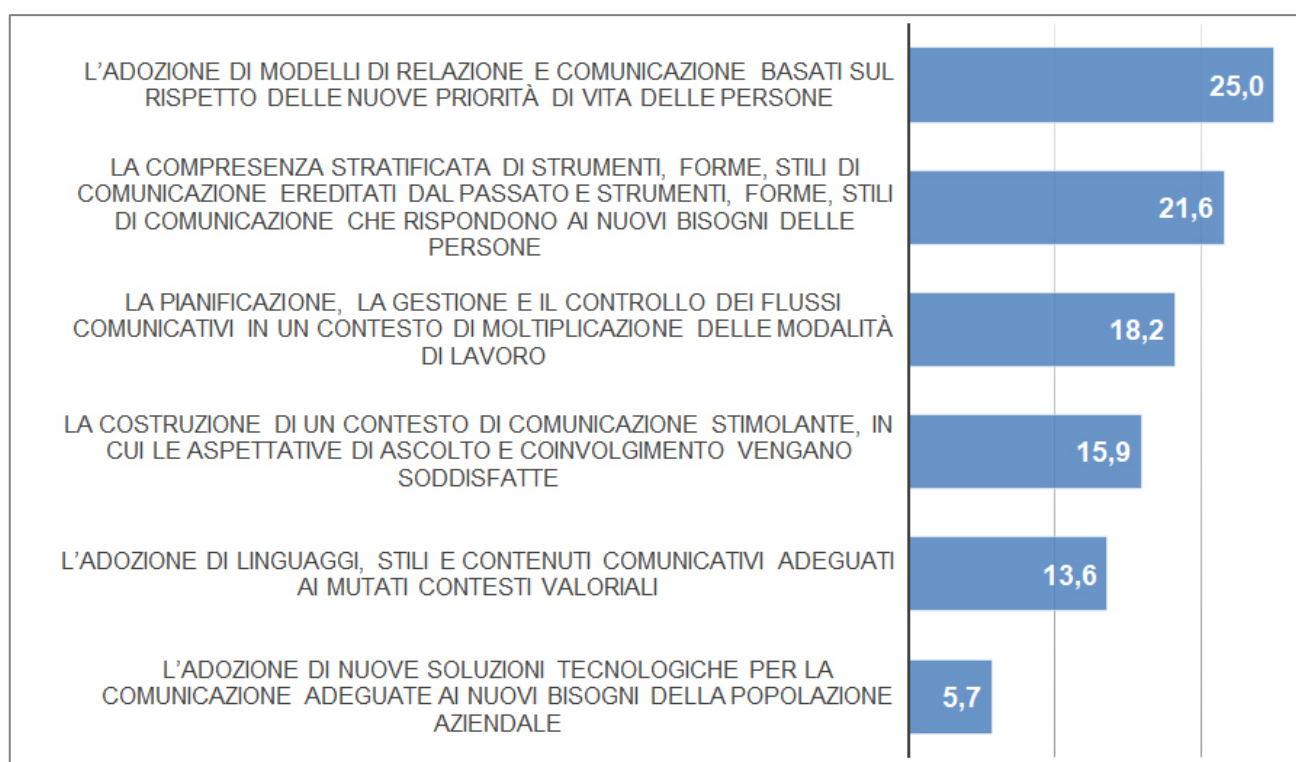 L’ADOZIONE DI MODELLI DI RELAZIONE E COMUNICAZIONE BASATI SUL
RISPETTO DELLE NUOVE PRIORITÀ DI VITA DELLE PERSONE
25,0
LA COMPRESENZA STRATIFICATA DI STRUMENTI, FORME, STILI DI
COMUNICAZIONE EREDITATI DAL PASSATO E STRUMENTI, FORME, STILI
DI COMUNICAZIONE CHE RISPONDONO AI NUOVI BISOGNI DELLE
PERSONE
21,6
LA PIANIFICAZIONE, LA GESTIONE E IL CONTROLLO DEI FLUSSI
COMUNICATIVI IN UN CONTESTO DI MOLTIPLICAZIONE DELLE MODALITÀ
DI LAVORO
18,2
LA COSTRUZIONE DI UN CONTESTO DI COMUNICAZIONE STIMOLANTE, IN
CUI LE ASPETTATIVE DI ASCOLTO E COINVOLGIMENTO VENGANO
SODDISFATTE
15,9
L’ADOZIONE DI LINGUAGGI, STILI E CONTENUTI COMUNICATIVI ADEGUATI
AI MUTATI CONTESTI VALORIALI
13,6
L’ADOZIONE DI NUOVE SOLUZIONI TECNOLOGICHE PER LA
COMUNICAZIONE ADEGUATE AI NUOVI BISOGNI DELLA POPOLAZIONE
AZIENDALE
5,7